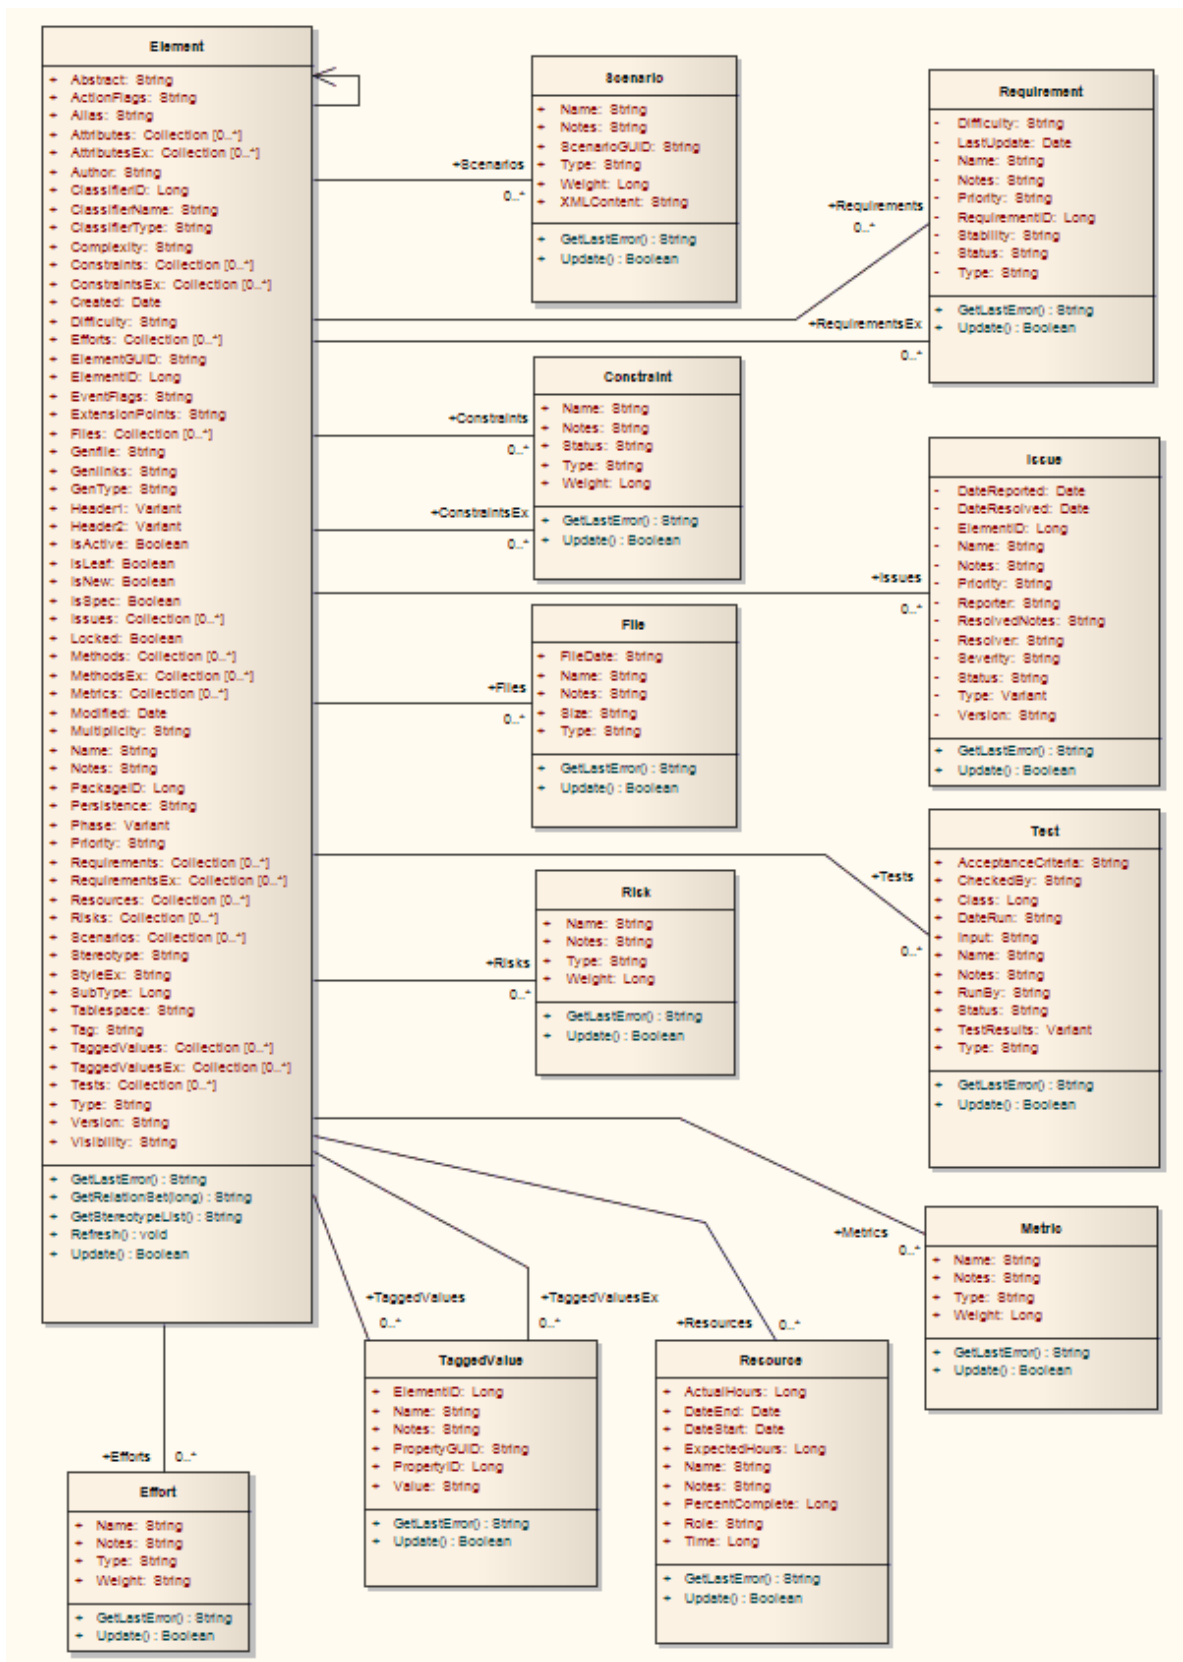 Element
+ Abstract: String
+ ActionFlags: String
+ Alias: String
+ Attributes: Collection [0..*]
+ AttributesEx: Collection [0..*]
+ Author: String
+ ClassifierID: Long
+ ClassifierName: String
+ ClassifierType: String
+ Complexity: String
+ Constraints: Collection [0..*]
+ ConstraintsEx: Collection [0..*]
+ Created: Date
+ Difficulty: String
+ Efforts: Collection [0..*]
+ ElementGUID: String
+ ElementID: Long
+ EventFlags: String
+ ExtensionPoints: String
+ Files: Collection [0..*]
+ Genfile: String
+ Genlinks: String
+ GenType: String
+ Header1: Variant
+ Header2: Variant
+ IsActive: Boolean
+ IsLeaf: Boolean
+ IsNew: Boolean
+ IsSpec: Boolean
+ Issues: Collection [0..*]
+ Locked: Boolean
+ Methods: Collection [0..*]
+ MethodsEx: Collection [0..*]
+ Metrics: Collection [0..*]
+ Modified: Date
+ Multiplicity: String
+ Name: String
+ Notes: String
+ PackageID: Long
+ Persistence: String
+ Phase: Variant
+ Priority: String
+ Requirements: Collection [0..*]
+ RequirementsEx: Collection [0..*]
+ Resources: Collection [0..*]
+ Risks: Collection [0..*]
+ Scenarios: Collection [0..*]
+ Stereotype: String
+ StyleEx: String
+ SubType: Long
+ Tablespace: String
+ Tag: String
+ TaggedValues: Collection [0..*]
+ TaggedValuesEx: Collection [0..*]
+ Tests: Collection [0..*]
+ Type: String
+ Version: String
+ Visibility: String
+ GetLastError() : String
+ GetRelationSet(long) : String
+ GetStereotypeList() : String
+ Refresh() : void
+ Update() : Boolean
+Scenarios
0..*
Scenario
+ Name: String
+ Notes: String
+ ScenarioGUID: String
+ Type: String
+ Weight: Long
+ XMLContent: String
+ GetLastError() : String
+ Update() : Boolean
+Requirements
0..*
+RequirementsEx
0..*
Requirement
- Difficulty: String
- LastUpdate: Date
- Name: String
- Notes: String
- Priority: String
- RequirementID: Long
- Stability: String
- Status: String
- Type: String
+ GetLastError() : String
+ Update() : Boolean
+Constraints
0..*
+ConstraintsEx
0..*
Constraint
+ Name: String
+ Notes: String
+ Status: String
+ Type: String
+ Weight: Long
+ GetLastError() : String
+ Update() : Boolean
+Issues
0..*
Issue
- DateReported: Date
- DateResolved: Date
- ElementID: Long
- Name: String
- Notes: String
- Priority: String
- Reporter: String
- ResolvedNotes: String
- Resolver: String
- Severity: String
- Status: String
- Type: Variant
- Version: String
+ GetLastError() : String
+ Update() : Boolean
+Files
0..*
File
+ FileDate: String
+ Name: String
+ Notes: String
+ Size: String
+ Type: String
+ GetLastError() : String
+ Update() : Boolean
+Tests
0..*
Test
+ AcceptanceCriteria: String
+ CheckedBy: String
+ Class: Long
+ DateRun: String
+ Input: String
+ Name: String
+ Notes: String
+ RunBy: String
+ Status: String
+ TestResults: Variant
+ Type: String
+ GetLastError() : String
+ Update() : Boolean
+Risks
0..*
Risk
+ Name: String
+ Notes: String
+ Type: String
+ Weight: Long
+ GetLastError() : String
+ Update() : Boolean
+Metrics
0..*
Metric
+ Name: String
+ Notes: String
+ Type: String
+ Weight: Long
+ GetLastError() : String
+ Update() : Boolean
+TaggedValues
0..*
+TaggedValuesEx
0..*
TaggedValue
+ ElementID: Long
+ Name: String
+ Notes: String
+ PropertyGUID: String
+ PropertyID: Long
+ Value: String
+ GetLastError() : String
+ Update() : Boolean
+Resources
0..*
Resource
+ ActualHours: Long
+ DateEnd: Date
+ DateStart: Date
+ ExpectedHours: Long
+ Name: String
+ Notes: String
+ PercentComplete: Long
+ Role: String
+ Time: Long
+ GetLastError() : String
+ Update() : Boolean
+Efforts
0..*
Effort
+ Name: String
+ Notes: String
+ Type: String
+ Weight: String
+ GetLastError() : String
+ Update() : Boolean